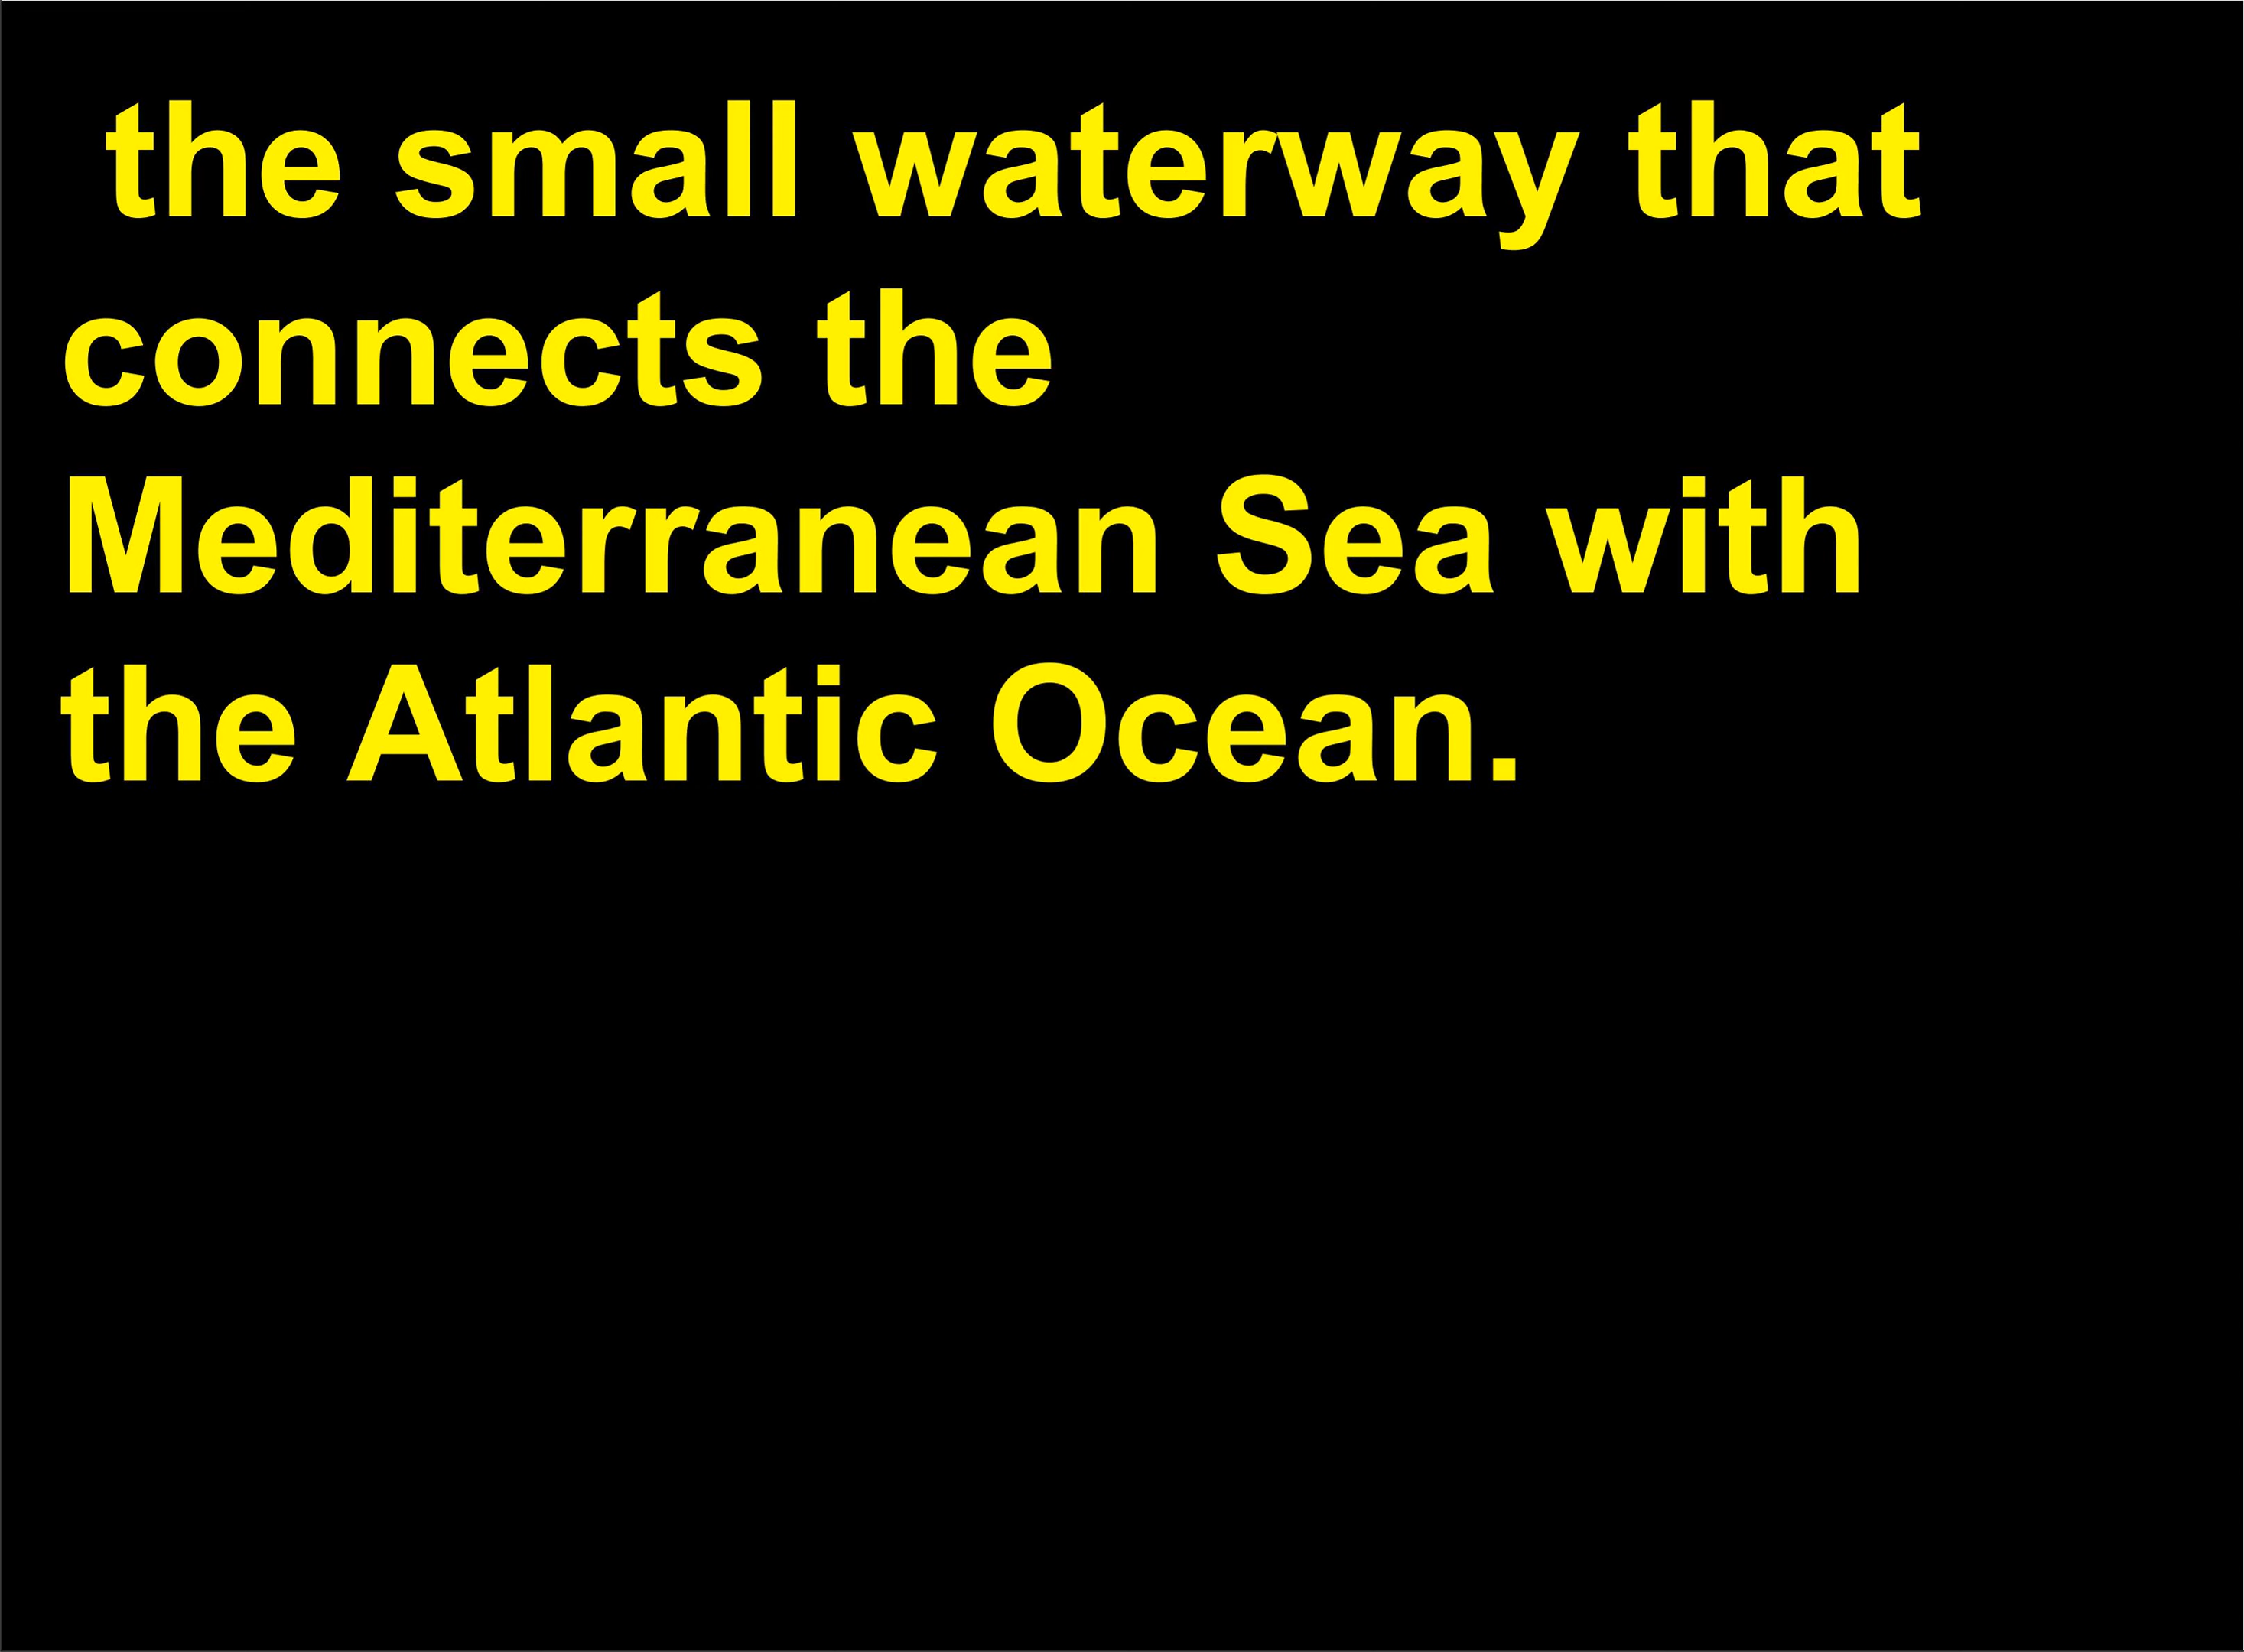 the small waterway that
connects the
Mediterranean Sea with
the Atlantic Ocean.